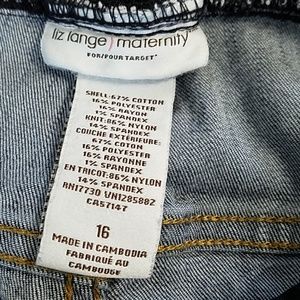 liz lange maternity
FOR/POUR TARGET
SHELL:67% COTTON
16% POLYESTER
16% RAYON
1% SPANDEX
KNIT:86% NYLON
14% SPANDEX
COUCHE EXTÉRIEURE:
67% COTON
16% POLYESTER
16% RAYONNE
1% SPANDEX
EN TRICOT:86% NYLON
14% SPANDEX
RN17730 VN1285882
CA57147
16
MADE IN CAMBODIA
FABRIQUÉ AU
CAMBODGE